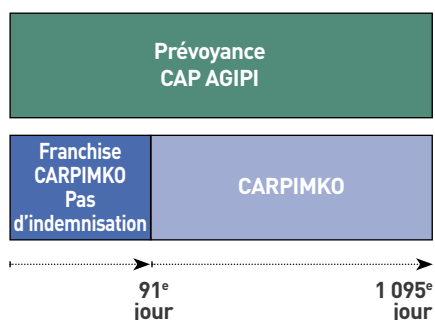 Prévoyance
CAP AGIPI
Franchise
CARPIMKO
Pas
d'indemnisation
CARPIMKO
91e
jour
1 095e
jour